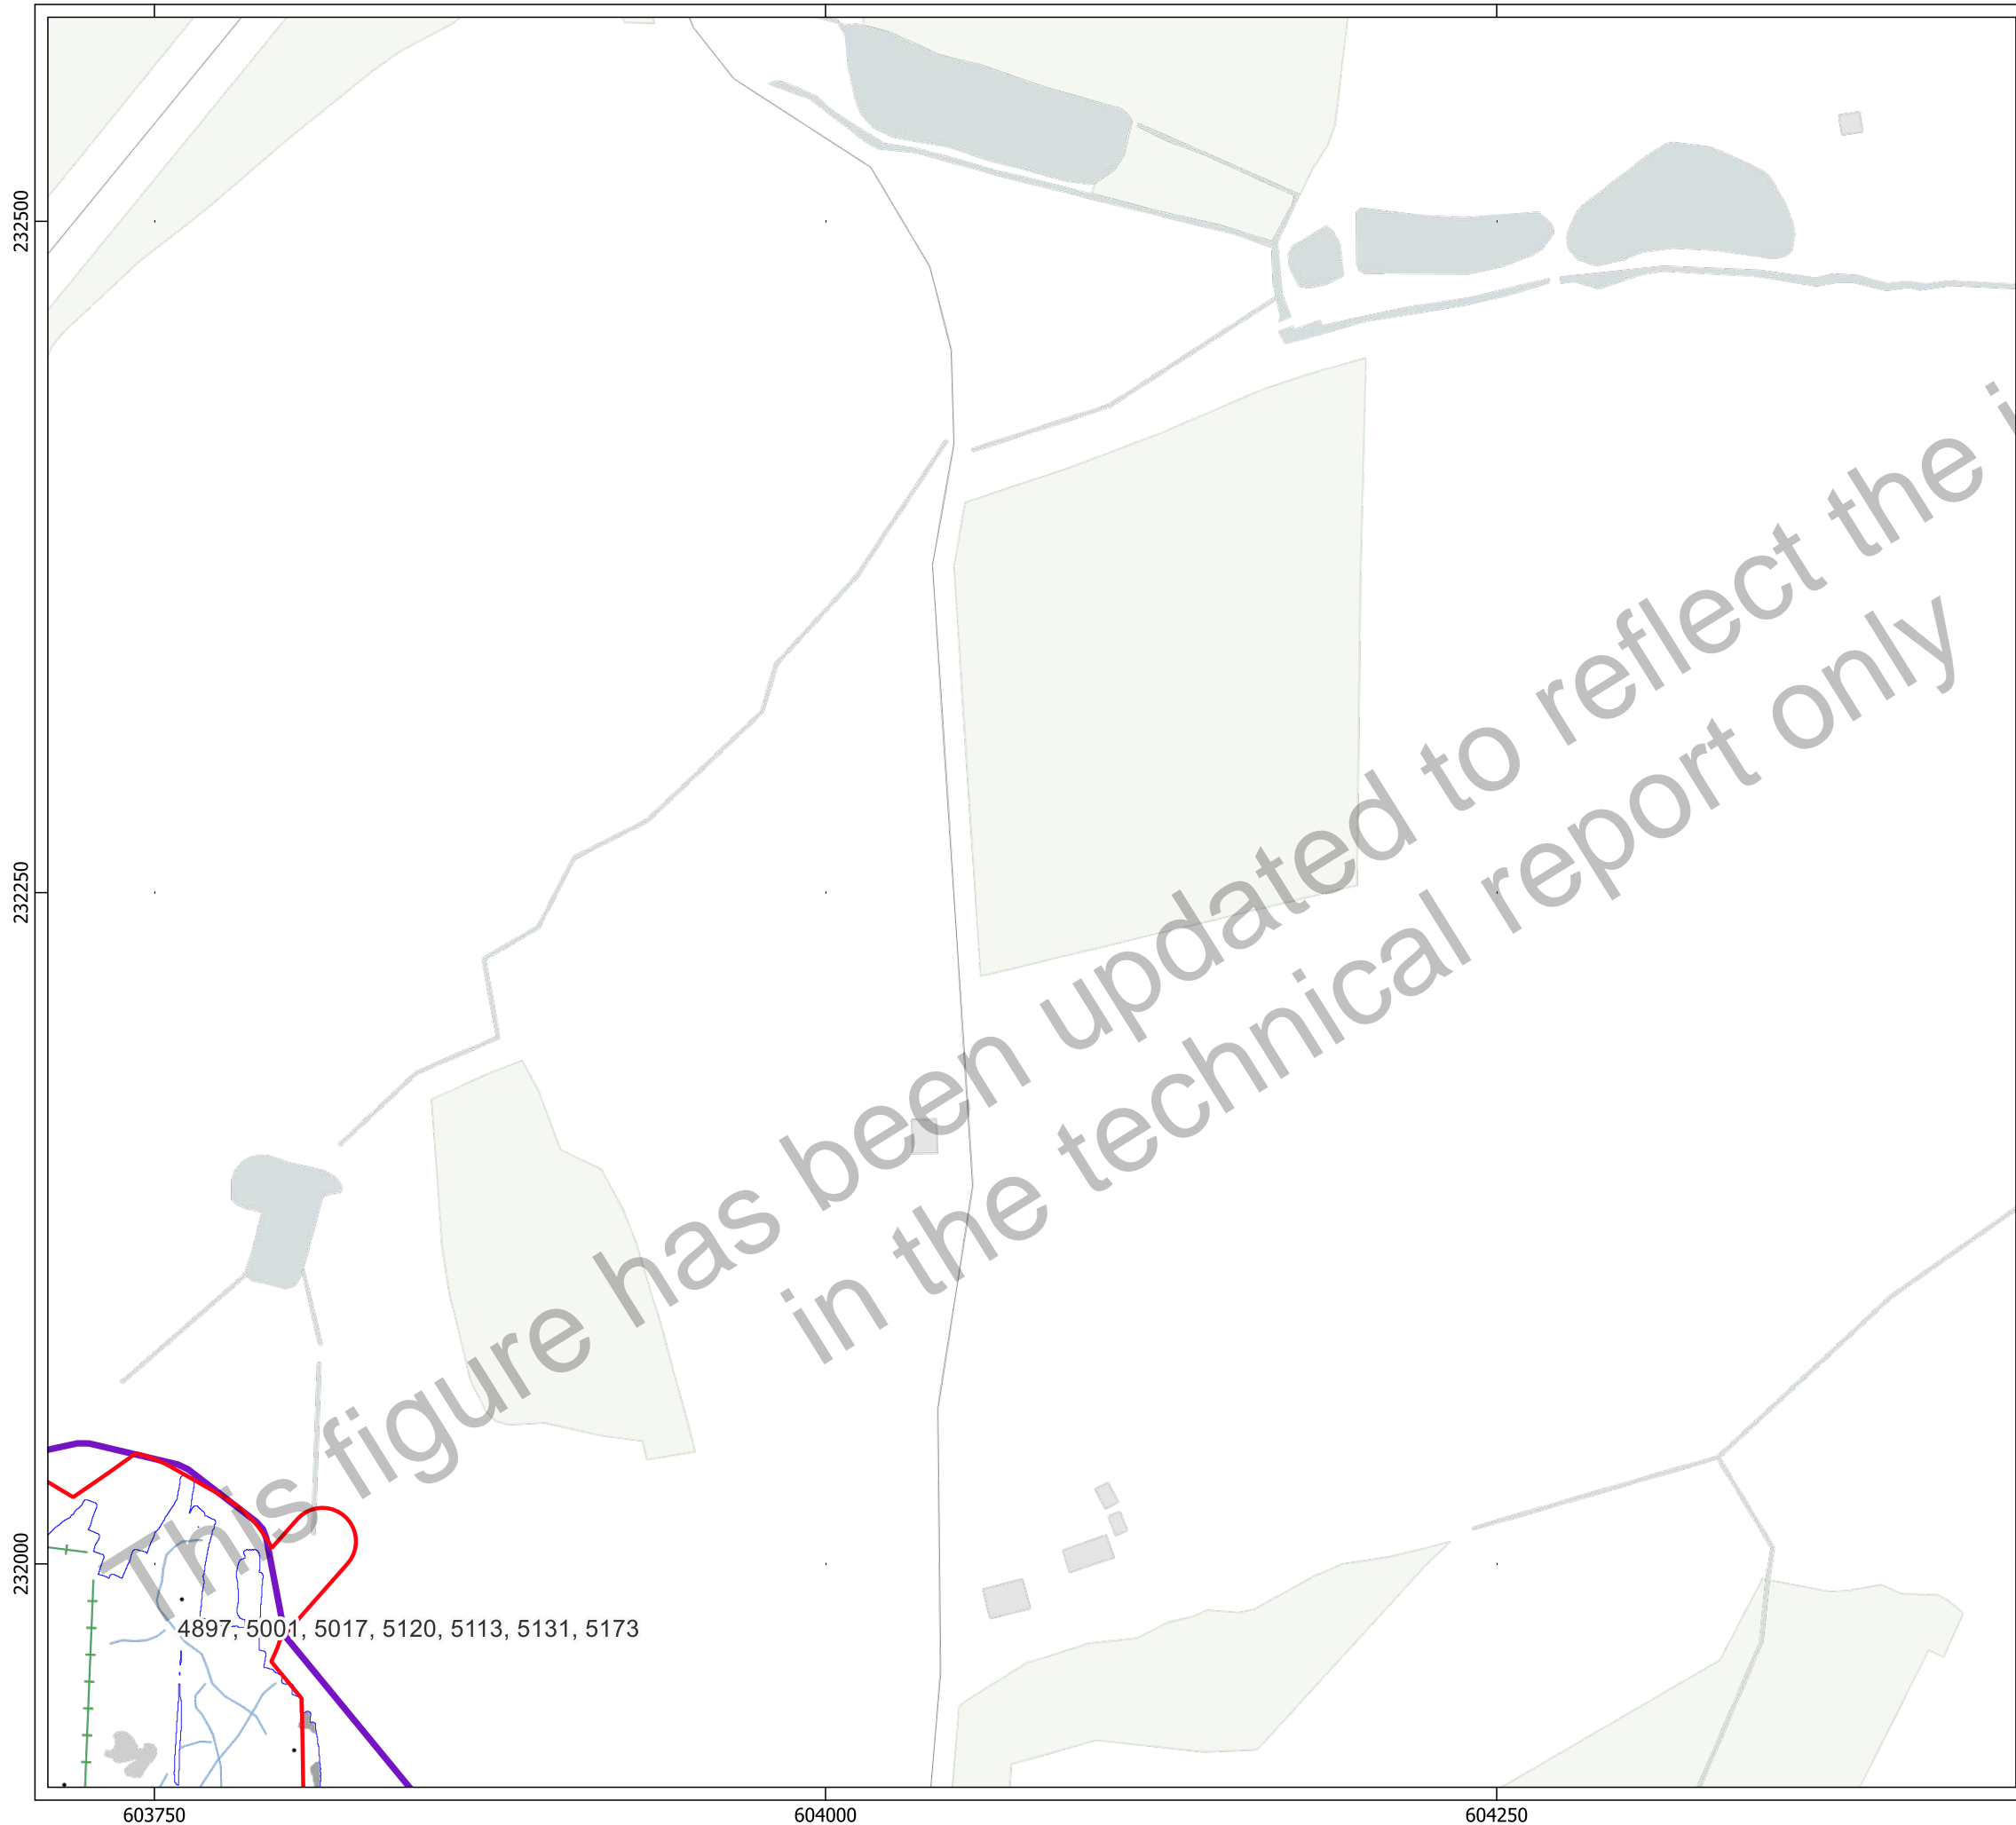 232500
232250
232000
This figure has been updated to reflect the i
in the technical report only
4897, 5001, 5017, 5120, 5113, 5131, 5173
603750
604000
604250